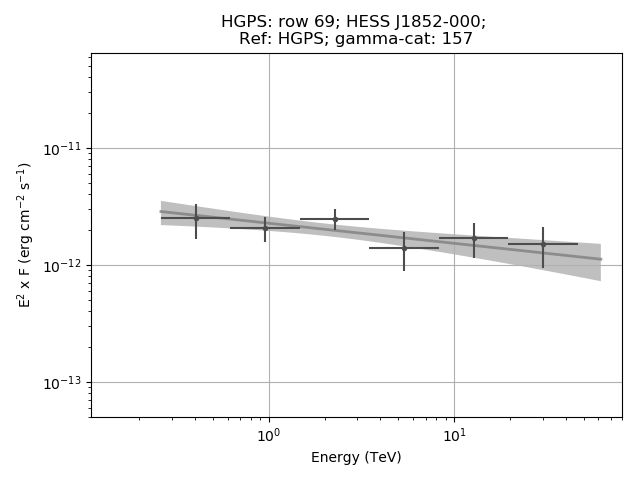 HGPS: row 69; HESS J1852-000;
Ref: HGPS; gamma-cat: 157
E² x F (erg cm⁻² s⁻¹)
10⁻¹¹
10⁻¹²
10⁻¹³
10⁰ 10¹
Energy (TeV)